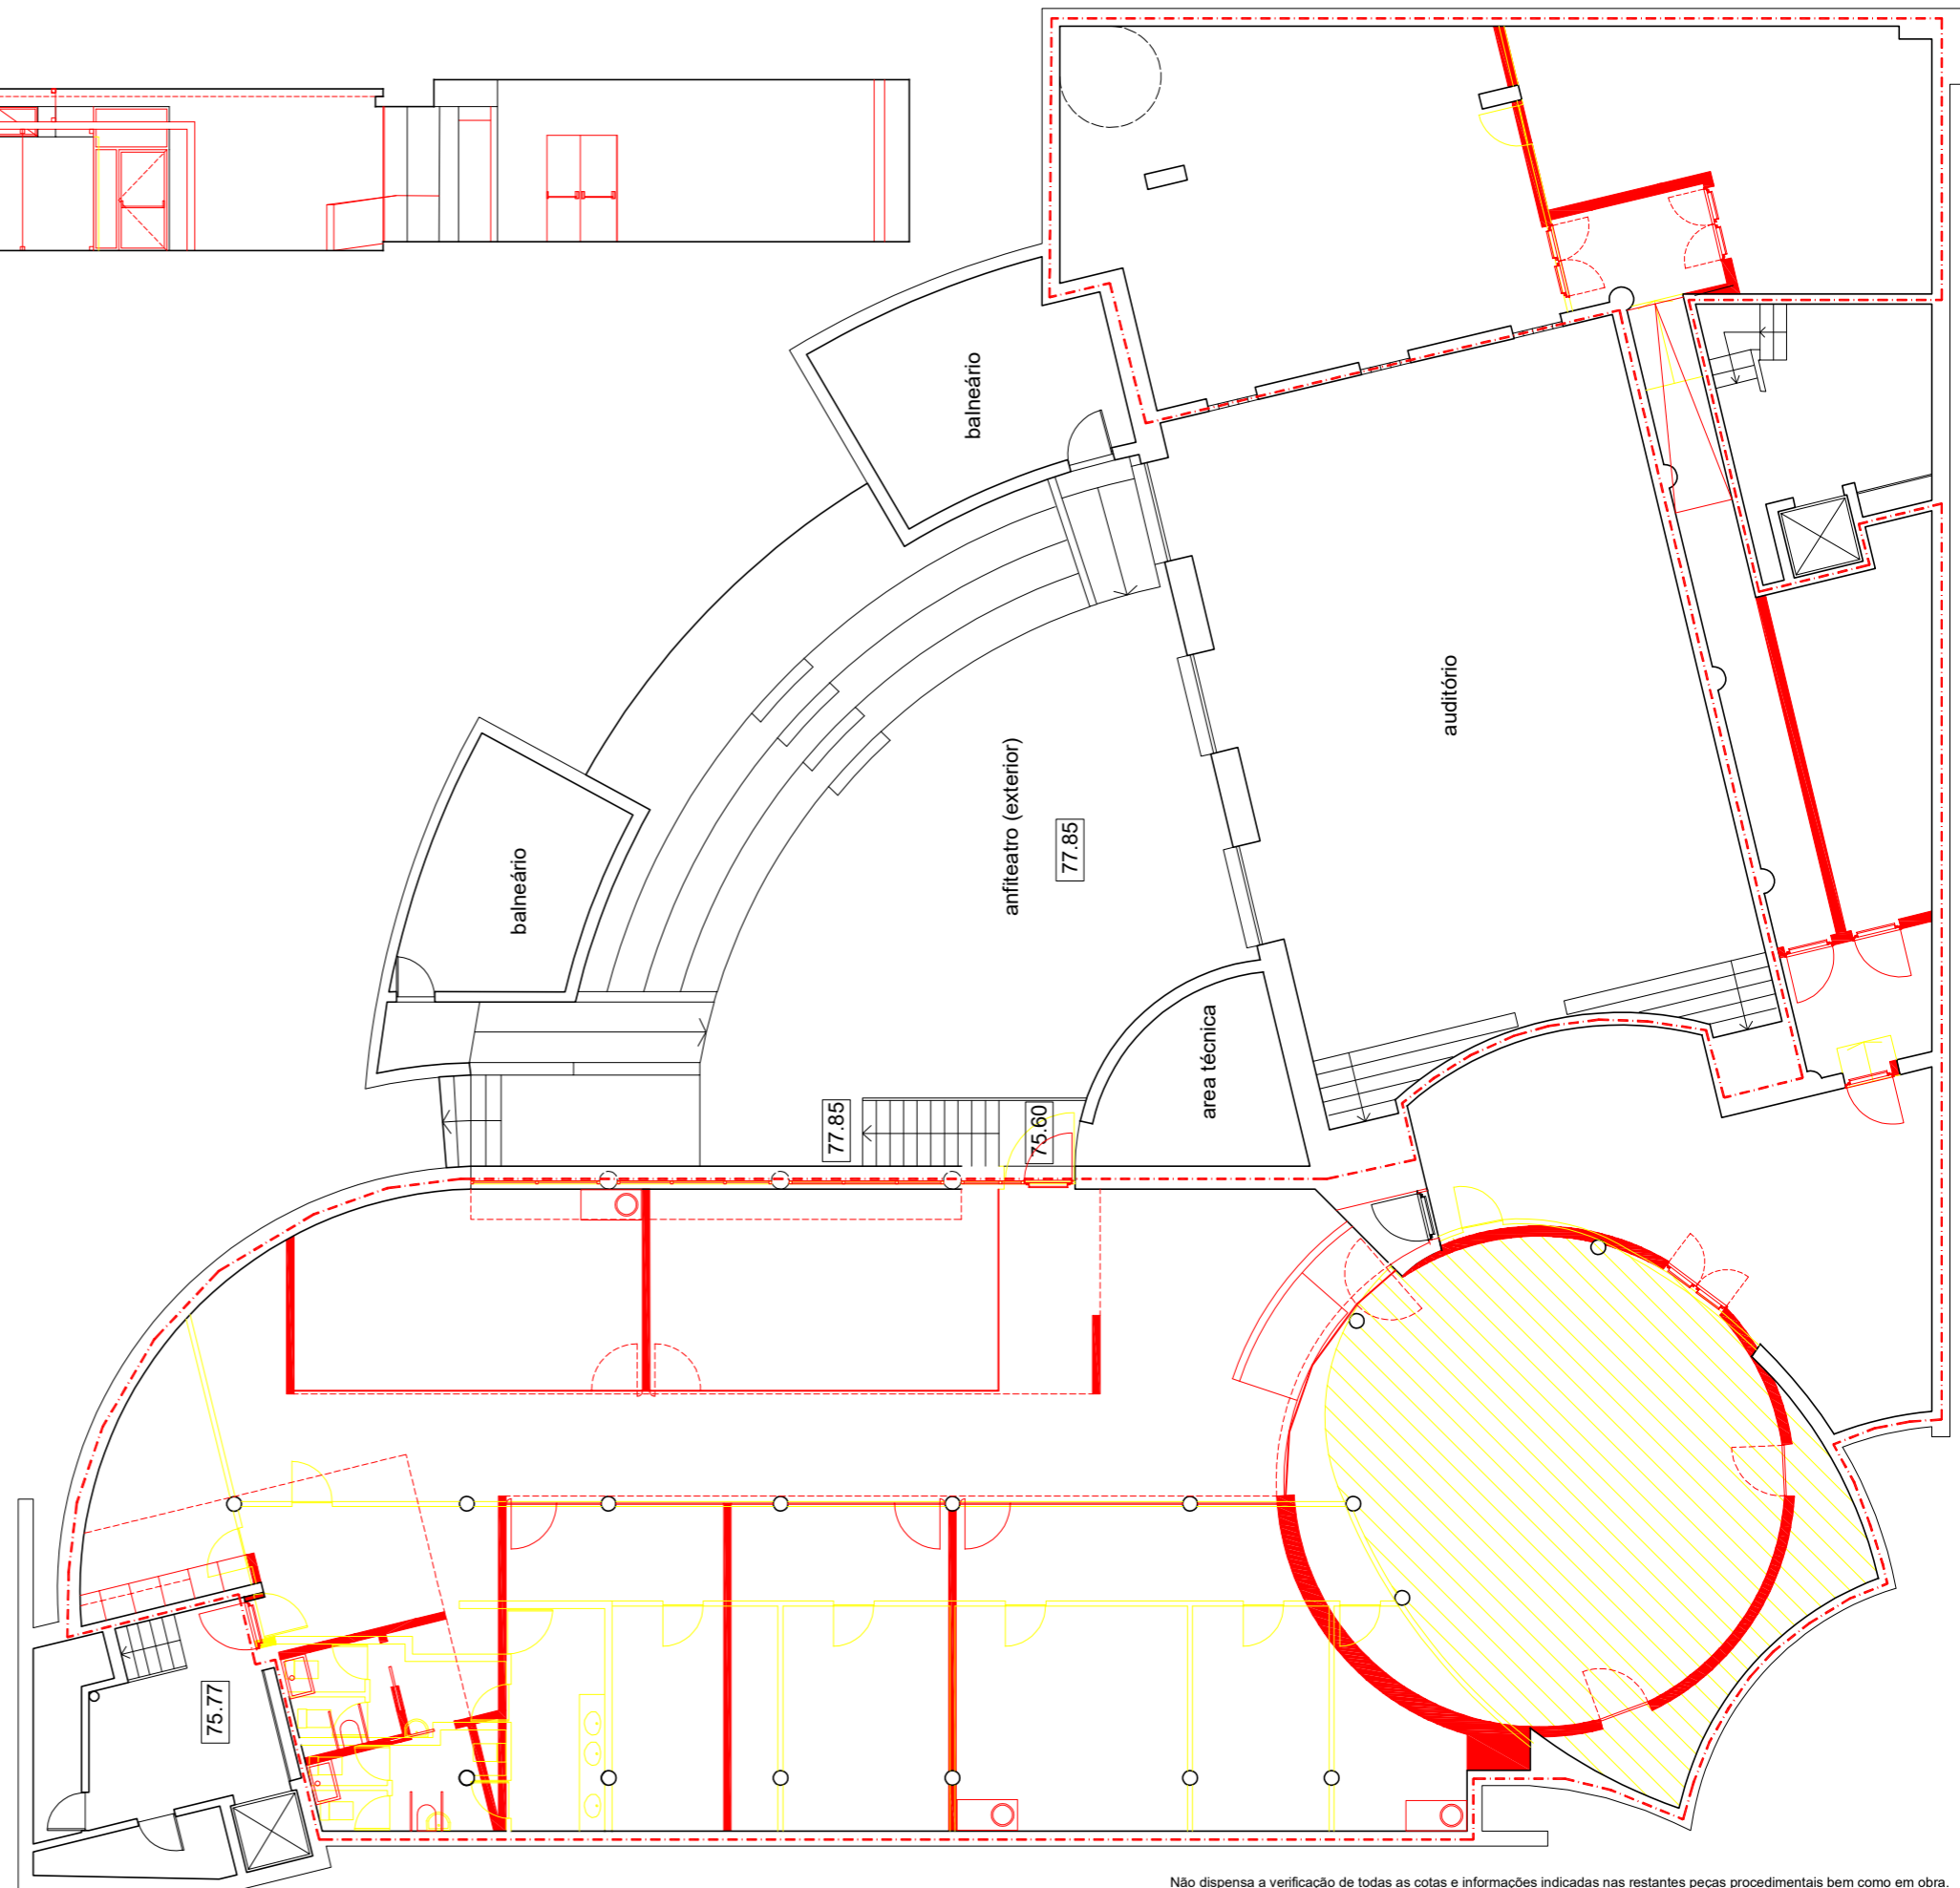 balneário
balneário
anfiteatro (exterior)
77.85
auditório
area técnica
77.85
75.60
75.77
Não dispensa a verificação de todas as cotas e informações indicadas nas restantes peças procedimentais bem como em obra.